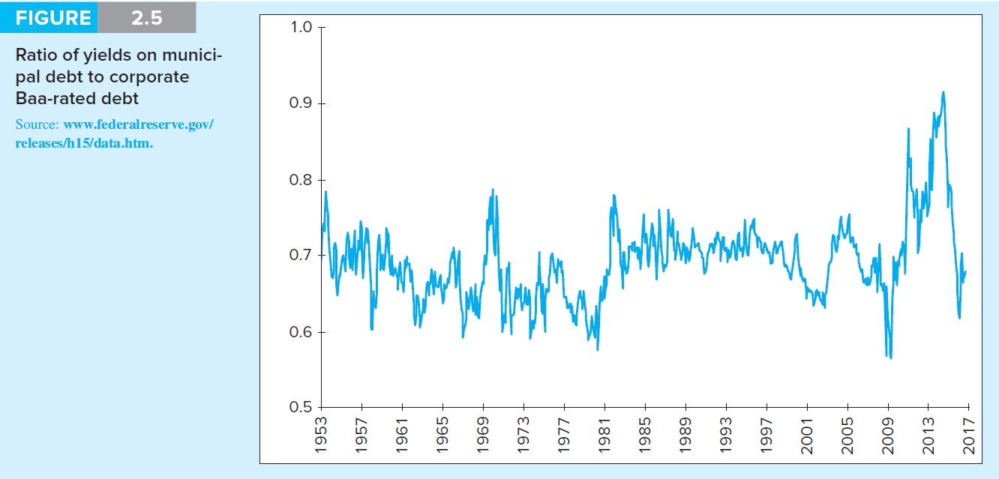 FIGURE 2.5
Ratio of yields on munici-
pal debt to corporate
Baa-rated debt
Source: www.federalreserve.gov/
releases/h15/data.htm.
1.0
0.9
0.8
0.7
0.6
0.5
1953 1957 1961 1965 1969 1973 1977 1981 1985 1989 1993 1997 2001 2005 2009 2013 2017